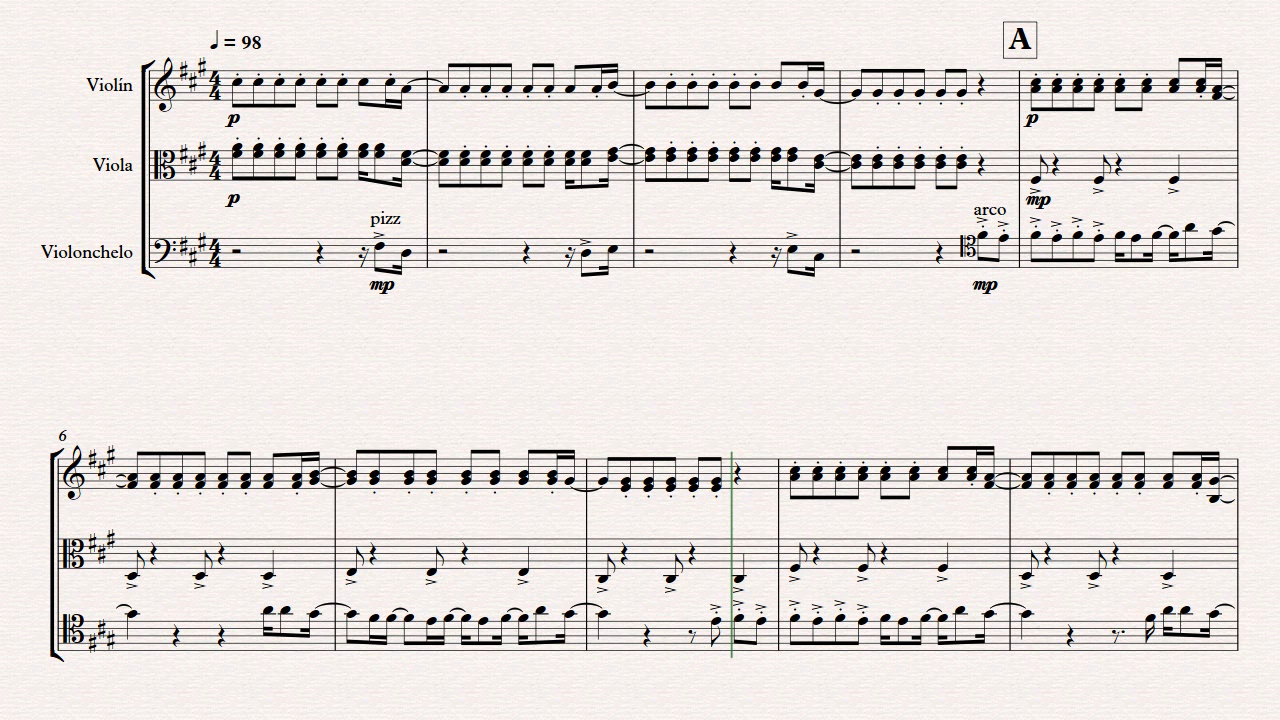 ♩ = 98
A
Violín
p
p
Viola
p
mp
pizz
arco
Violonchelo
mp
mp
6